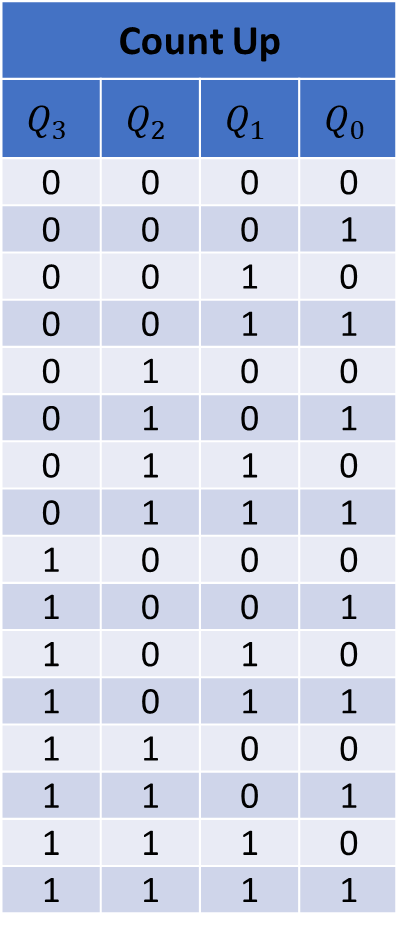 Count Up
Q3 Q2 Q1 Q0
0 0 0 0
0 0 0 1
0 0 1 0
0 0 1 1
0 1 0 0
0 1 0 1
0 1 1 0
0 1 1 1
1 0 0 0
1 0 0 1
1 0 1 0
1 0 1 1
1 1 0 0
1 1 0 1
1 1 1 0
1 1 1 1